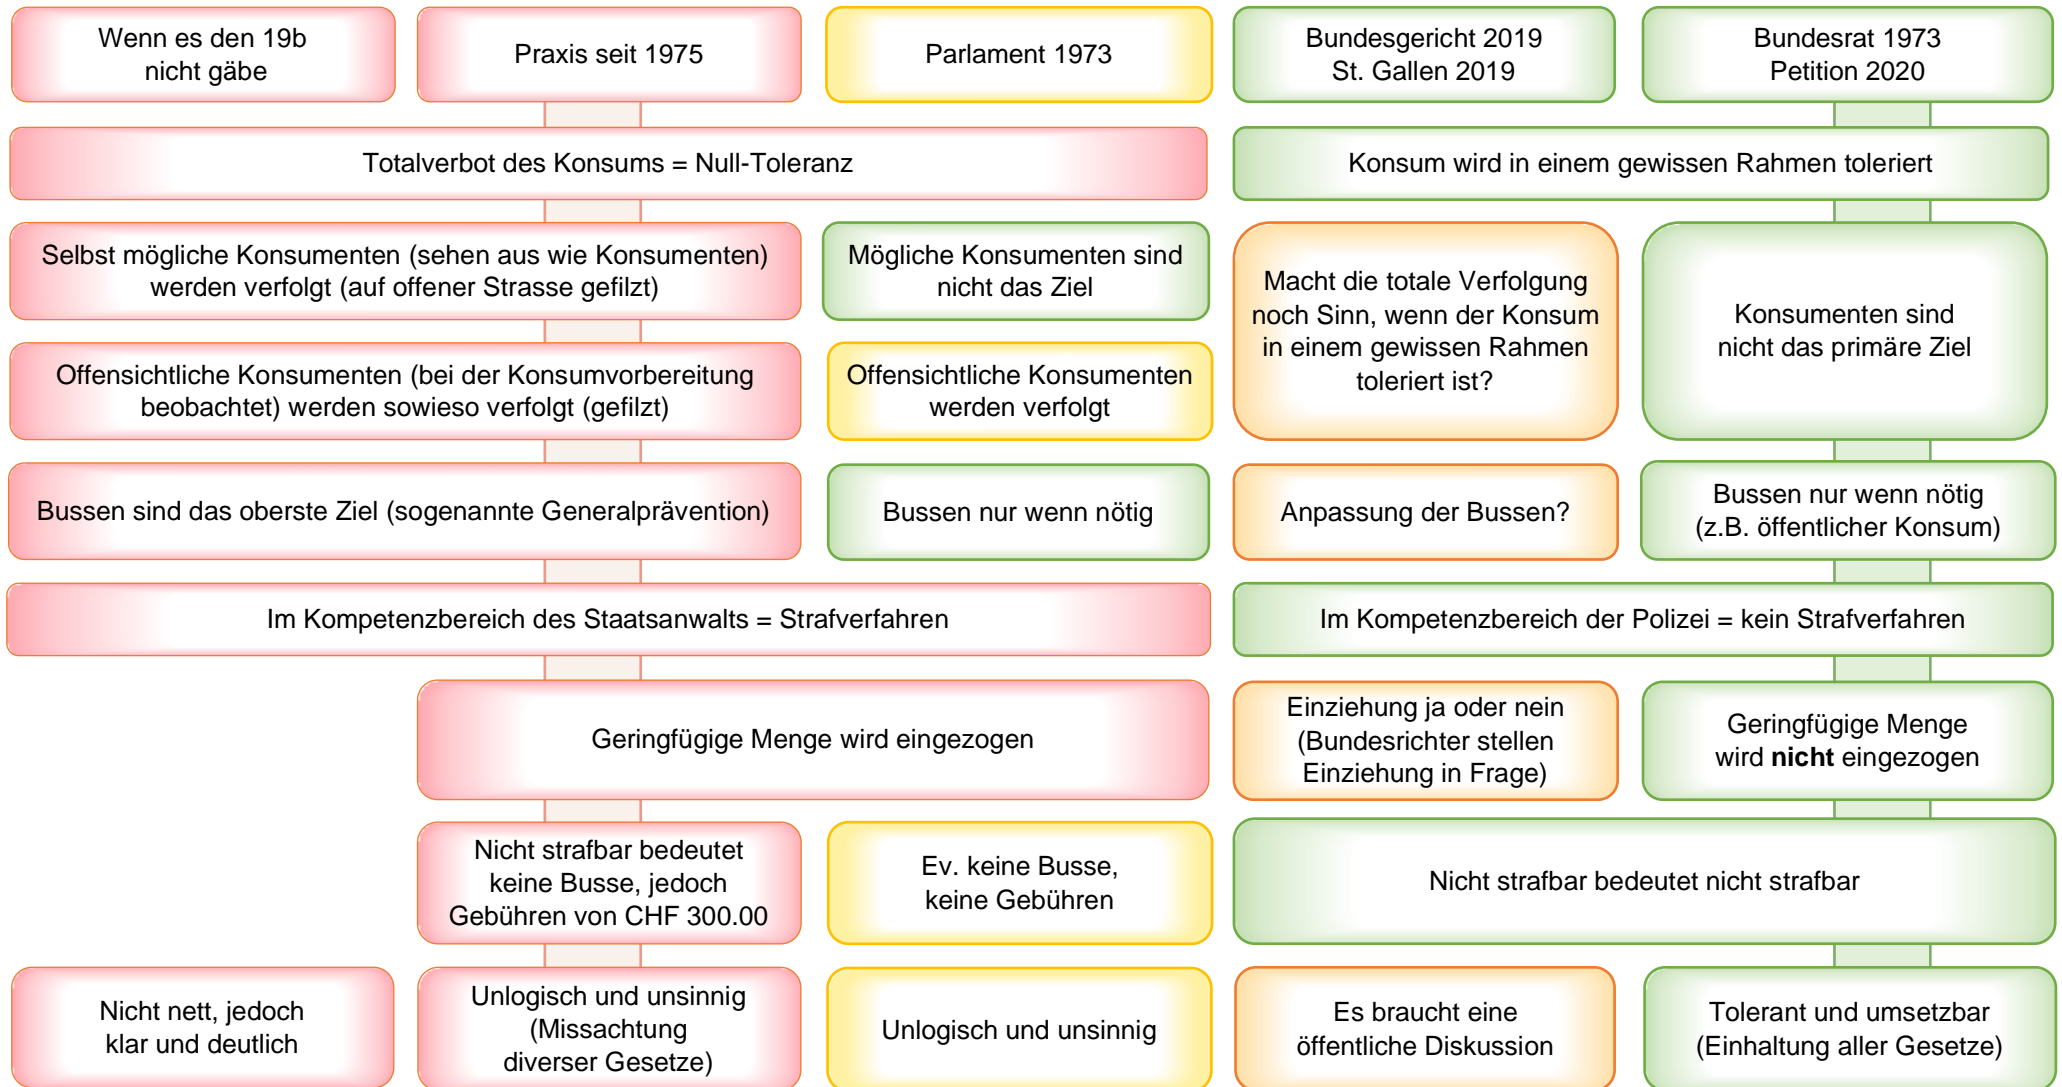 Wenn es den 19b
nicht gäbe
Praxis seit 1975
Parlament 1973
Bundesgericht 2019
St. Gallen 2019
Bundesrat 1973
Petition 2020
Totalverbot des Konsums = Null-Toleranz
Konsum wird in einem gewissen Rahmen toleriert
Selbst mögliche Konsumenten (sehen aus wie Konsumenten)
werden verfolgt (auf offener Strasse gefilzt)
Mögliche Konsumenten sind
nicht das Ziel
Macht die totale Verfolgung
noch Sinn, wenn der Konsum
in einem gewissen Rahmen
toleriert ist?
Konsumenten sind
nicht das primäre Ziel
Offensichtliche Konsumenten (bei der Konsumvorbereitung
beobachtet) werden sowieso verfolgt (gefilzt)
Offensichtliche Konsumenten
werden verfolgt
Bussen sind das oberste Ziel (sogenannte Generalprävention)
Bussen nur wenn nötig
Anpassung der Bussen?
Bussen nur wenn nötig
(z.B. öffentlicher Konsum)
Im Kompetenzbereich des Staatsanwalts = Strafverfahren
Im Kompetenzbereich der Polizei = kein Strafverfahren
Geringfügige Menge wird eingezogen
Einziehung ja oder nein
(Bundesrichter stellen
Einziehung in Frage)
Geringfügige Menge
wird nicht eingezogen
Nicht strafbar bedeutet
keine Busse, jedoch
Gebühren von CHF 300.00
Ev. keine Busse,
keine Gebühren
Nicht strafbar bedeutet nicht strafbar
Nicht nett, jedoch
klar und deutlich
Unlogisch und unsinnig
(Missachtung
diverser Gesetze)
Unlogisch und unsinnig
Es braucht eine
öffentliche Diskussion
Tolerant und umsetzbar
(Einhaltung aller Gesetze)